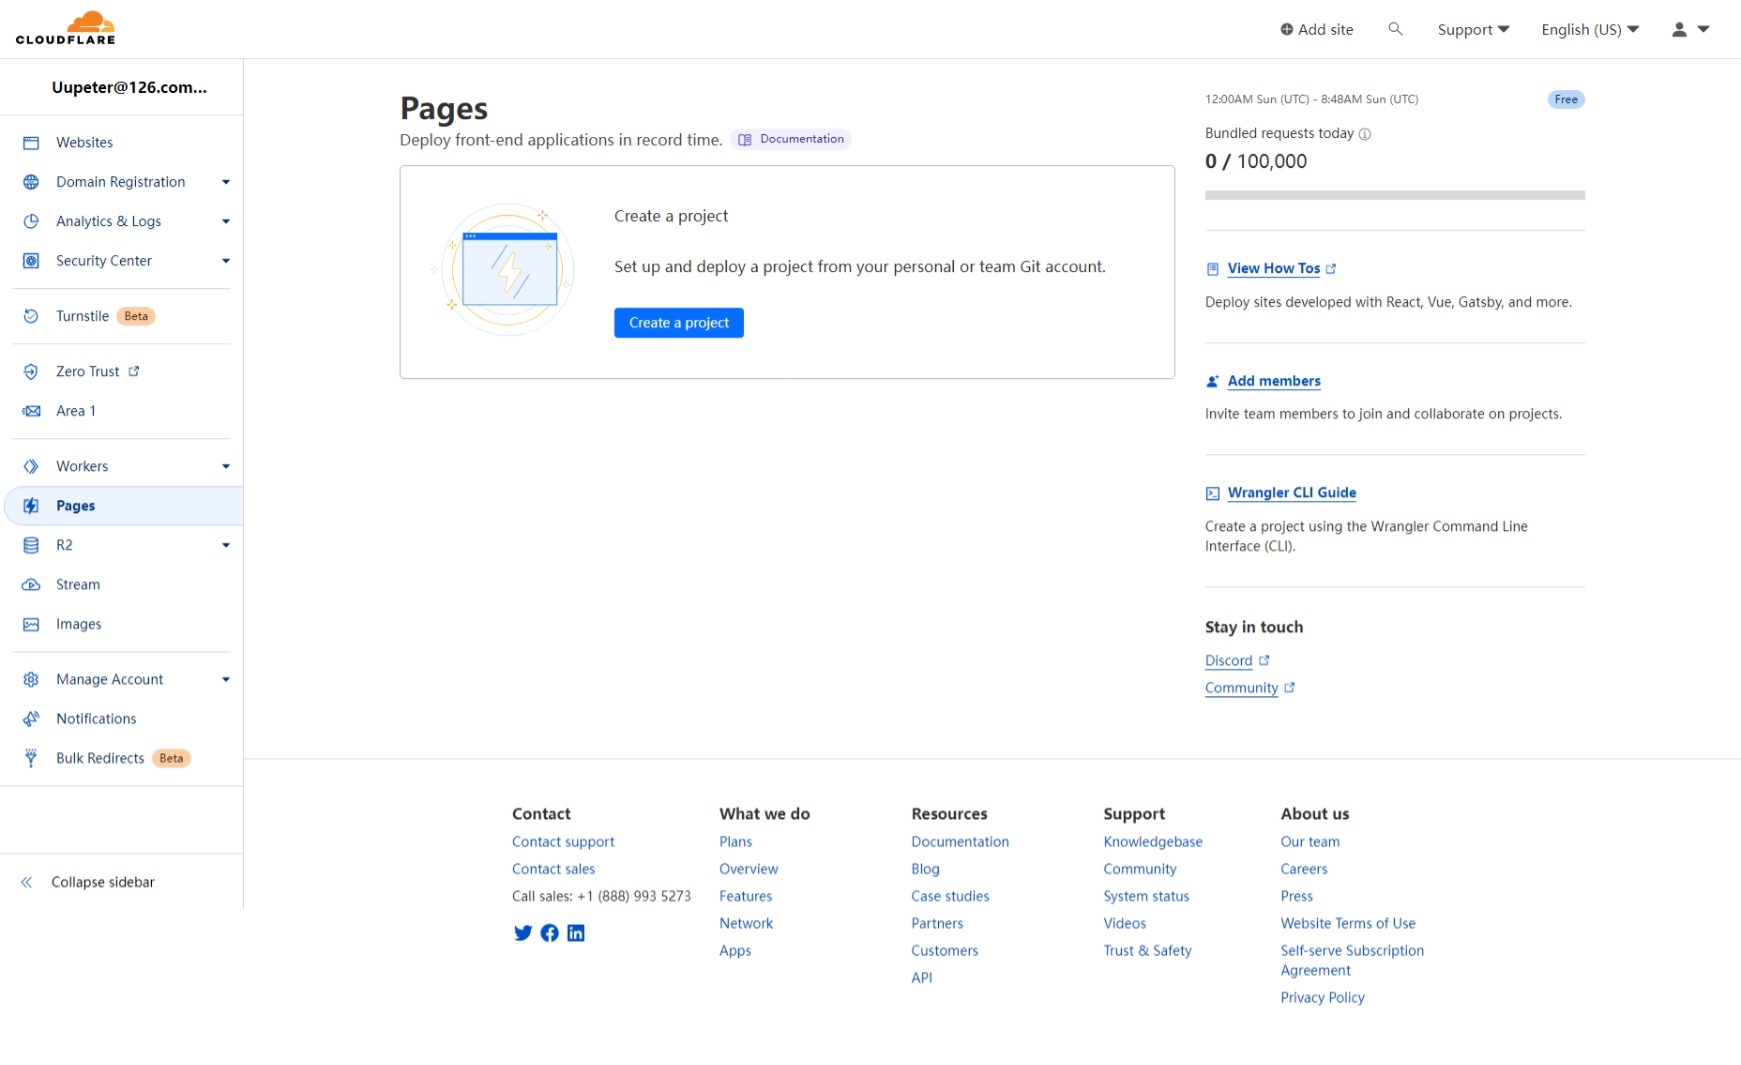 CLOUDFLARE
Add site
Support
English (US)
Uupeter@126.com...
Websites
Domain Registration
Analytics & Logs
Security Center
Turnstile Beta
Zero Trust
Area 1
Workers
Pages
R2
Stream
Images
Manage Account
Notifications
Bulk Redirects Beta
Collapse sidebar
Pages
Deploy front-end applications in record time. Documentation
Create a project
Set up and deploy a project from your personal or team Git account.
Create a project
12:00AM Sun (UTC) - 8:48AM Sun (UTC) Free
Bundled requests today
0 / 100,000
View How Tos
Deploy sites developed with React, Vue, Gatsby, and more.
Add members
Invite team members to join and collaborate on projects.
Wrangler CLI Guide
Create a project using the Wrangler Command Line
Interface (CLI).
Stay in touch
Discord
Community
Contact
Contact support
Contact sales
Call sales: +1 (888) 993 5273
What we do
Plans
Overview
Features
Network
Apps
Resources
Documentation
Blog
Case studies
Partners
Customers
API
Support
Knowledgebase
Community
System status
Videos
Trust & Safety
About us
Our team
Careers
Press
Website Terms of Use
Self-serve Subscription
Agreement
Privacy Policy